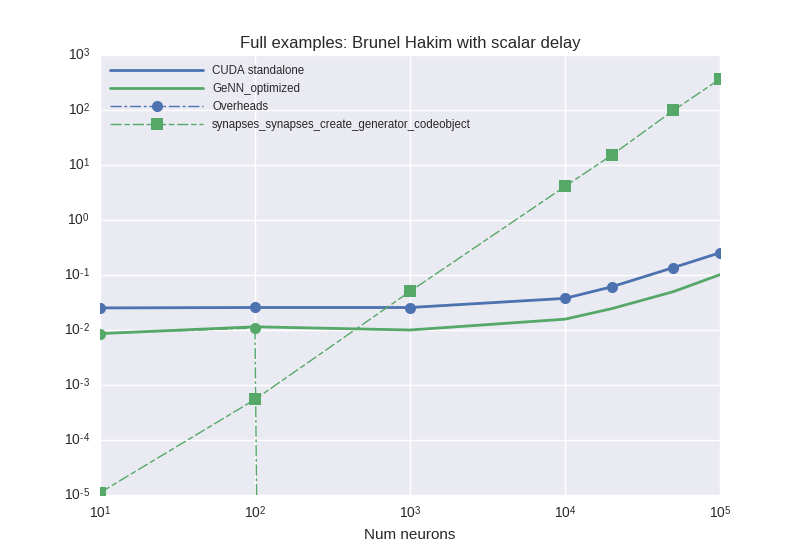 Full examples: Brunel Hakim with scalar delay
CUDA standalone
GeNN_optimized
Overheads
synapses_synapses_create_generator_codeobject
10³
10²
10¹
10⁰
10⁻¹
10⁻²
10⁻³
10⁻⁴
10⁻⁵
10¹ 10² 10³ 10⁴ 10⁵
Num neurons